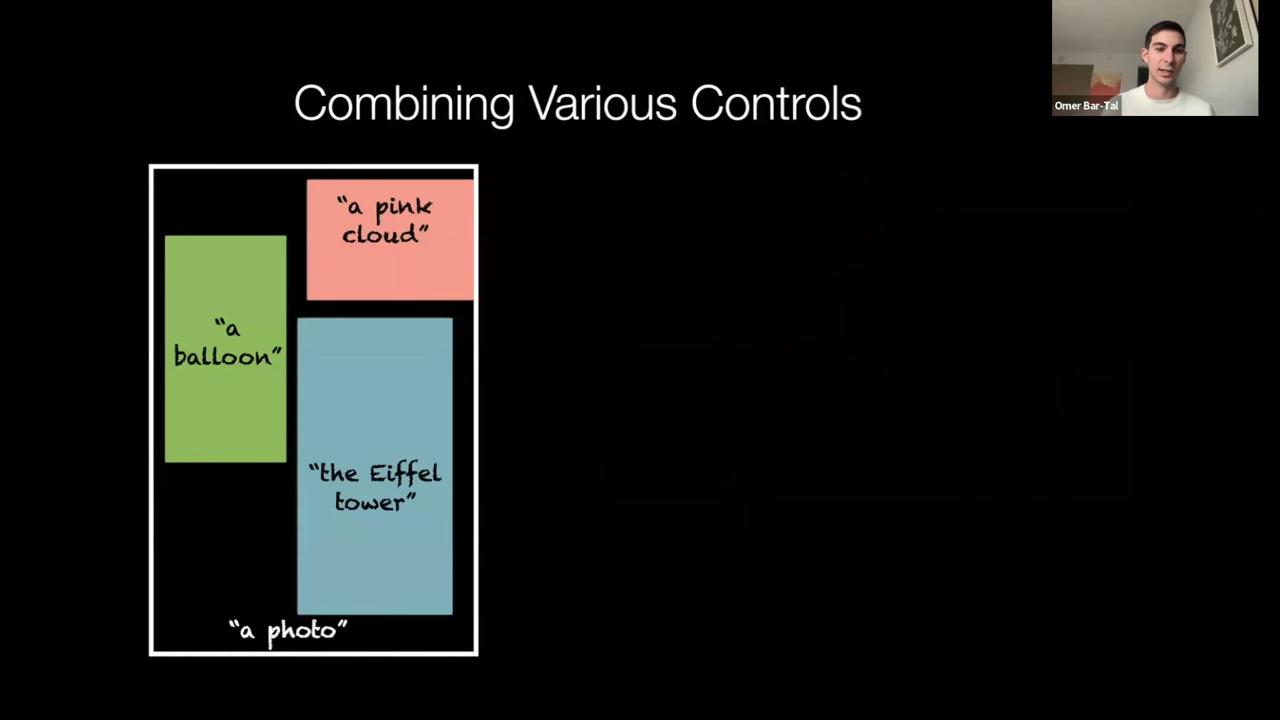 Combining Various Controls
Omer Bar-Tal
“a pink
cloud”
“a
balloon”
“the Eiffel
tower”
“a photo”